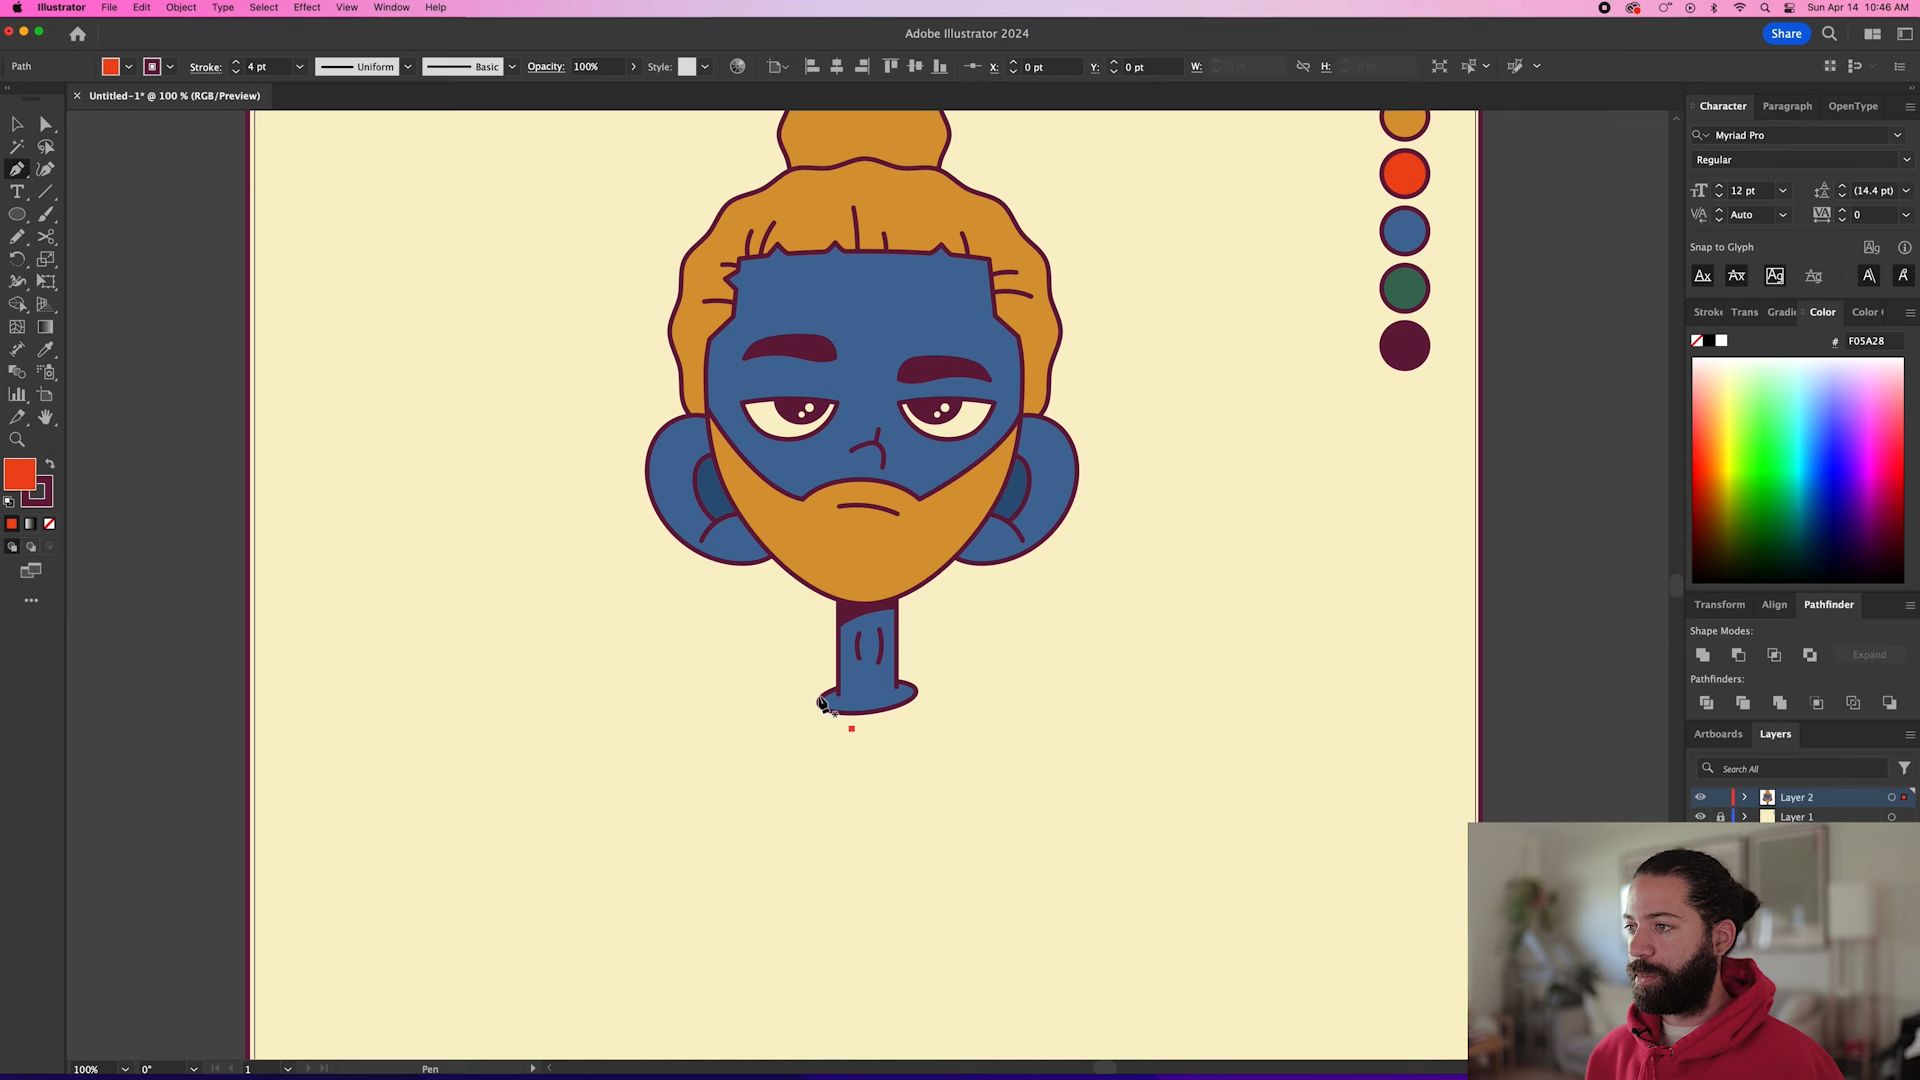 Illustrator File Edit Object Type Select Effect View Window Help Sun Apr 14 10:46 AM
Adobe Illustrator 2024 Share
Path Stroke: 4 pt Uniform Basic Opacity: 100% Style: X: 0 pt Y: 0 pt W: H:
Untitled-1* @ 100 % (RGB/Preview)
Character Paragraph OpenType
Myriad Pro
Regular
12 pt (14.4 pt)
Auto 0
Snap to Glyph
Stroke Trans Gradie Color Color
# F05A28
Transform Align Pathfinder
Shape Modes:
Expand
Pathfinders:
Artboards Layers
Search All
Layer 2
Layer 1
100% 0° 1 Pen